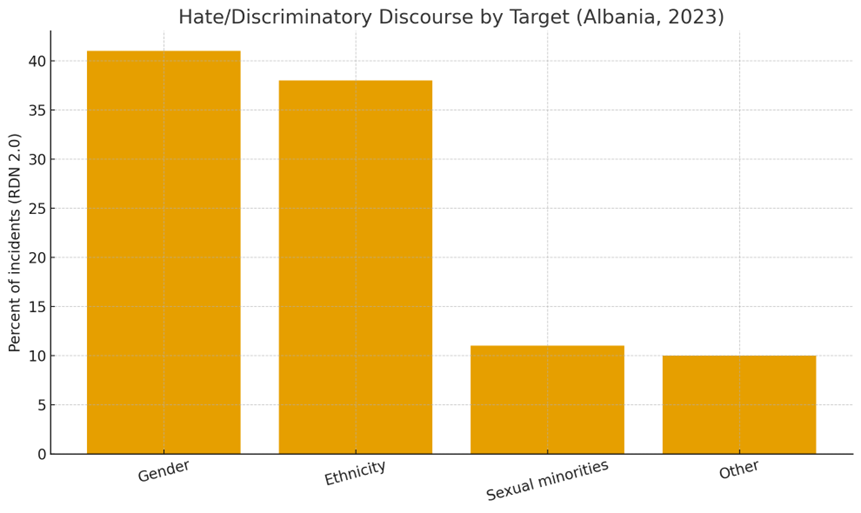 Hate/Discriminatory Discourse by Target (Albania, 2023)
Percent of incidents (RDN 2.0)
40
35
30
25
20
15
10
5
0
Gender
Ethnicity
Sexual minorities
Other